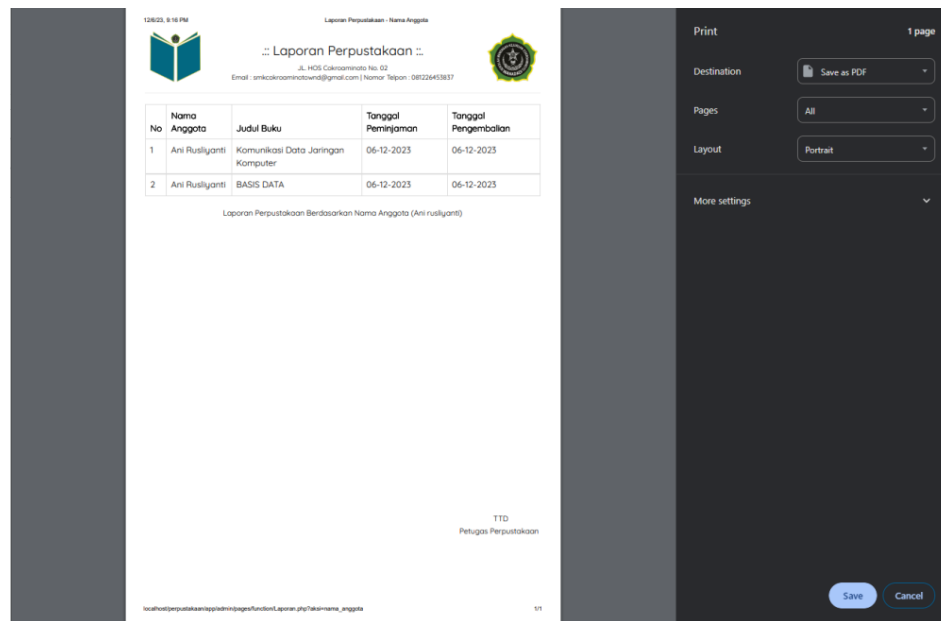 12/6/23, 9:16 PM Laporan Perpustakaan - Nama Anggota
.:: Laporan Perpustakaan ::.
JL. HOS Cokroaminoto No. 02
Email : smkcokroaminotownd@gmail.com | Nomor Telpon : 081226453837
No Nama Anggota Judul Buku Tanggal Peminjaman Tanggal Pengembalian
1 Ani Rusliyanti Komunikasi Data Jaringan Komputer 06-12-2023 06-12-2023
2 Ani Rusliyanti BASIS DATA 06-12-2023 06-12-2023
Laporan Perpustakaan Berdasarkan Nama Anggota (Ani rusliyanti)
TTD
Petugas Perpustakaan
localhost/perpustakaan/app/admin/pages/function/Laporan.php?aksi=nama_anggota 1/1
Print 1 page
Destination Save as PDF
Pages All
Layout Portrait
More settings
Save Cancel